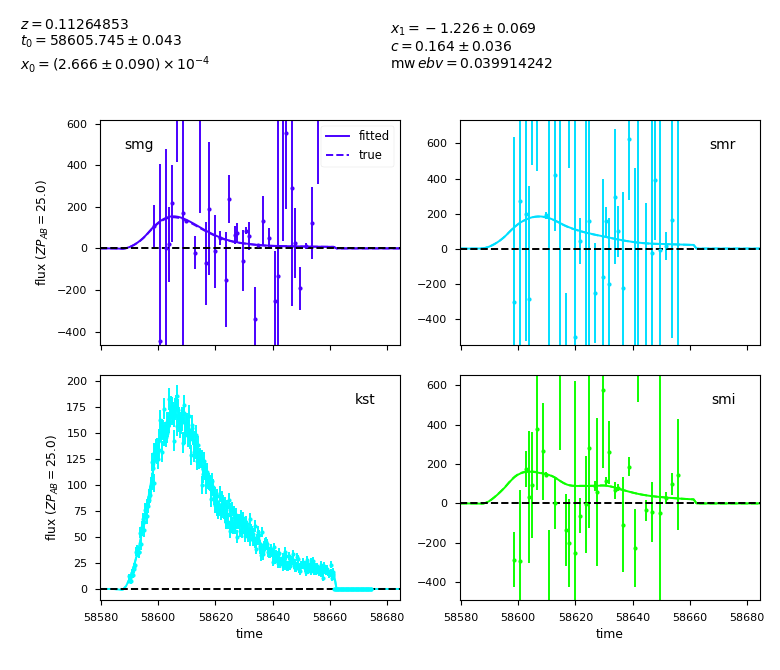 z = 0.11264853
t₀ = 58605.745 ± 0.043
x₀ = (2.666 ± 0.090) × 10⁻⁴
x₁ = −1.226 ± 0.069
c = 0.164 ± 0.036
mw ebv = 0.039914242
smg
fitted
true
600
400
200
0
−200
−400
flux (ZP_AB = 25.0)
smr
600
400
200
0
−200
−400
kst
200
175
150
125
100
75
50
25
0
flux (ZP_AB = 25.0)
58580 58600 58620 58640 58660 58680
time
smi
600
400
200
0
−200
−400
58580 58600 58620 58640 58660 58680
time